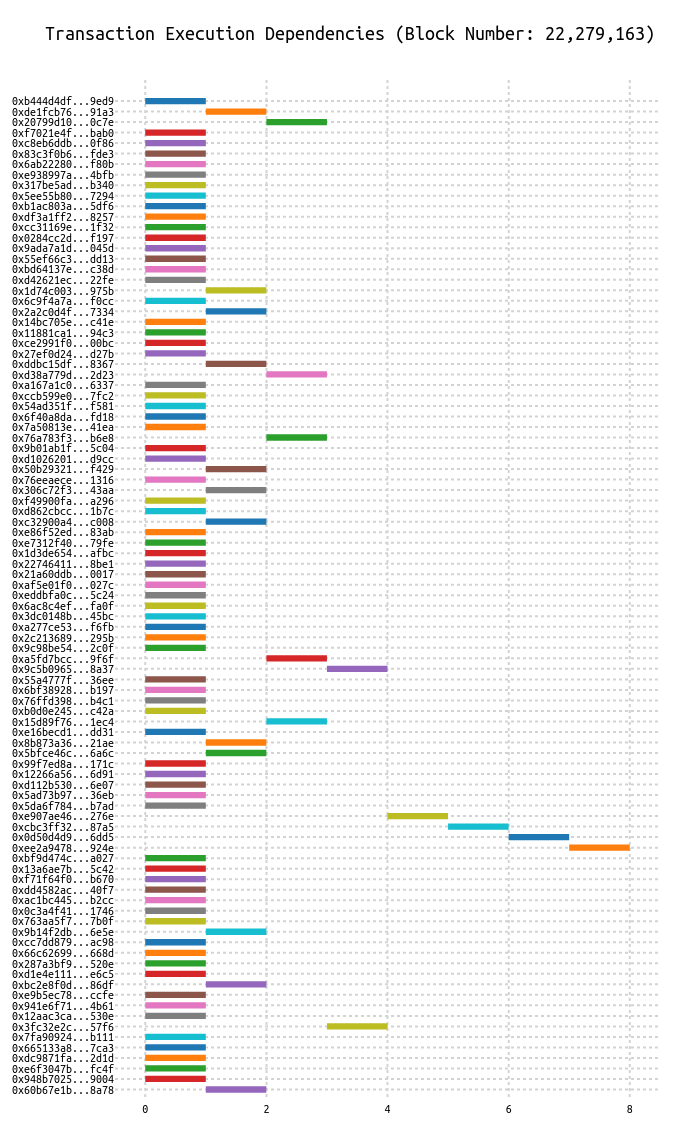 Transaction Execution Dependencies (Block Number: 22,279,163)
0xb444d4df...9ed9
0xde1fcb76...91a3
0x20799d10...0c7e
0xf7021e4f...bab0
0xc8eb6ddb...0f86
0x83c3f0b6...fde3
0x6ab22280...f80b
0xe938997a...4bfb
0x317be5ad...b340
0x5ee55b80...7294
0xb1ac803a...5df6
0xdf3a1ff2...8257
0xcc31169e...1f32
0x0284cc2d...f197
0x9ada7a1d...045d
0x55ef66c3...dd13
0xbd64137e...c38d
0xd42621ec...22fe
0x1d74c003...975b
0x6c9f4a7a...f0cc
0x2a2c0d4f...7334
0x14bc705e...c41e
0x11881ca1...94c3
0xce2991f0...00bc
0x27ef0d24...d27b
0xddbc15df...8367
0xd38a779d...2d23
0xa167a1c0...6337
0xccb599e0...7fc2
0x54ad351f...f581
0x6f40a8da...fd18
0x7a50813e...41ea
0x76a783f3...b6e8
0x9b01ab1f...5c04
0xd1026201...d9cc
0x50b29321...f429
0x76eeaece...1316
0x306c72f3...43aa
0xf49900fa...a296
0xd862cbcc...1b7c
0xc32900a4...c008
0xe86f52ed...83ab
0xe7312f40...79fe
0x1d3de654...afbc
0x22746411...8be1
0x21a60ddb...0017
0xaf5e01f0...027c
0xeddbfa0c...5c24
0x6ac8c4ef...fa0f
0x3dc0148b...45bc
0xa277ce53...f6fb
0x2c213689...295b
0x9c98be54...2c0f
0xa5fd7bcc...9f6f
0x9c5b0965...8a37
0x55a4777f...36ee
0x6bf38928...b197
0x76ffd398...b4c1
0xb0d0e245...c42a
0x15d89f76...1ec4
0xe16becd1...dd31
0x8b873a36...21ae
0x5bfce46c...6a6c
0x99f7ed8a...171c
0x12266a56...6d91
0xd112b530...6e07
0x5ad73b97...36eb
0x5da6f784...b7ad
0xe907ae46...276e
0xcbc3ff32...87a5
0x0d50d4d9...6dd5
0xee2a9478...924e
0xbf9d474c...a027
0x13a6ae7b...5c42
0xf71f64f0...b670
0xdd4582ac...40f7
0xac1bc445...b2cc
0x0c3a4f41...1746
0x763aa5f7...7b0f
0x9b14f2db...6e5e
0xcc7dd879...ac98
0x66c62699...668d
0x287a3bf9...520e
0xd1e4e111...e6c5
0xbc2e8f0d...86df
0xe9b5ec78...ccfe
0x941e6f71...4b61
0x12aac3ca...530e
0x3fc32e2c...57f6
0x7fa90924...b111
0x665133a8...7ca3
0xdc9871fa...2d1d
0xe6f3047b...fc4f
0x948b7025...9004
0x60b67e1b...8a78
0 2 4 6 8